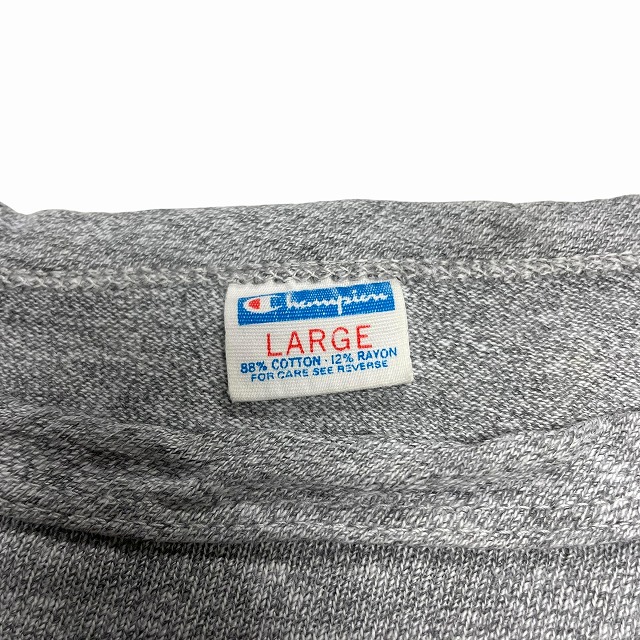 Champion
LARGE
88% COTTON · 12% RAYON
FOR CARE SEE REVERSE